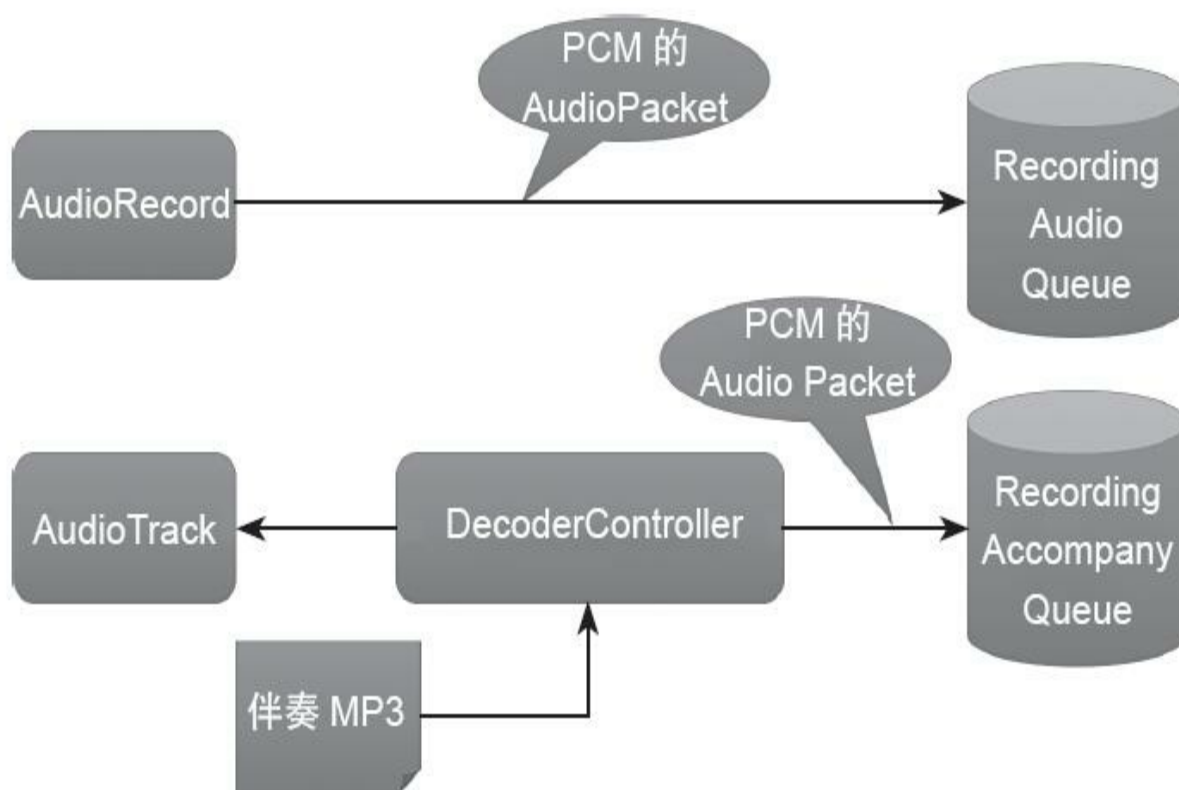 PCM 的
AudioPacket
AudioRecord
Recording
Audio
Queue
PCM 的
Audio Packet
AudioTrack
DecoderController
Recording
Accompany
Queue
伴奏 MP3